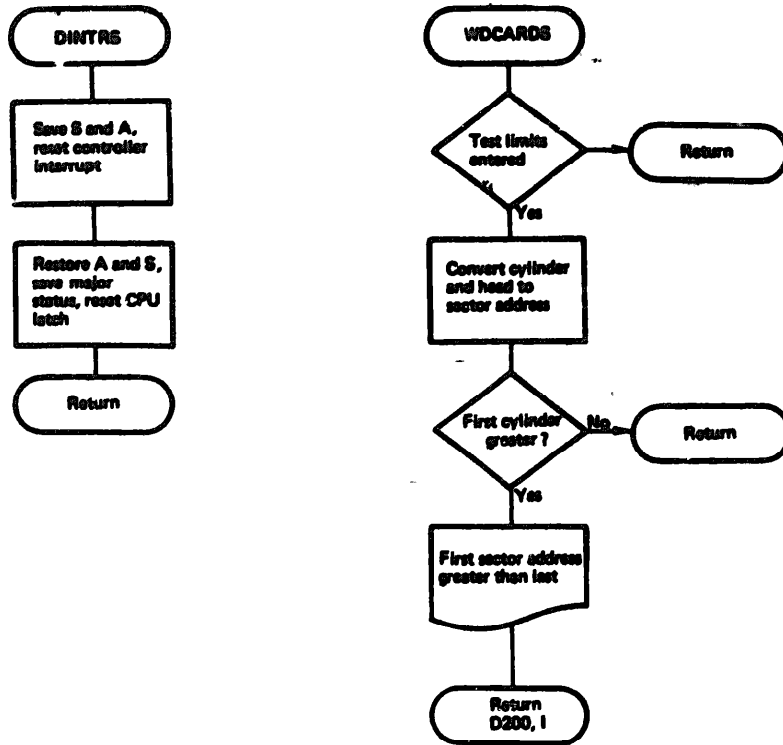 DINTRS
Save S and A,
reset controller
interrupt
Restore A and S,
save major
status, reset CPU
latch
Return
WDCARDS
Test limits
entered
Return
Yes
Convert cylinder
and head to
sector address
First cylinder
greater ?
No
Return
Yes
First sector address
greater than last
Return
D200, I